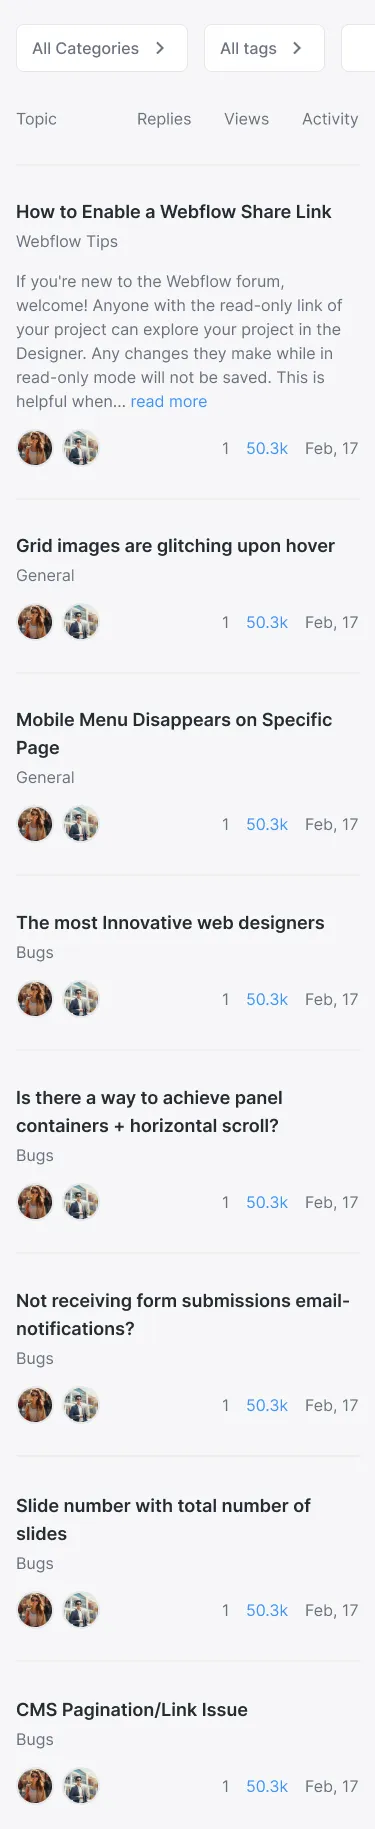 All Categories
All tags
Topic Replies Views Activity
How to Enable a Webflow Share Link
Webflow Tips
If you're new to the Webflow forum,
welcome! Anyone with the read-only link of
your project can explore your project in the
Designer. Any changes they make while in
read-only mode will not be saved. This is
helpful when... read more
1 50.3k Feb, 17
Grid images are glitching upon hover
General
1 50.3k Feb, 17
Mobile Menu Disappears on Specific
Page
General
1 50.3k Feb, 17
The most Innovative web designers
Bugs
1 50.3k Feb, 17
Is there a way to achieve panel
containers + horizontal scroll?
Bugs
1 50.3k Feb, 17
Not receiving form submissions email-
notifications?
Bugs
1 50.3k Feb, 17
Slide number with total number of
slides
Bugs
1 50.3k Feb, 17
CMS Pagination/Link Issue
Bugs
1 50.3k Feb, 17